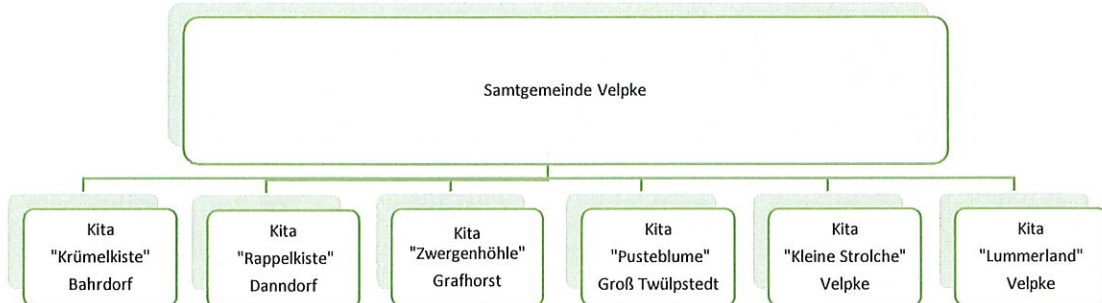 Samtgemeinde Velpke
Kita
"Krümelkiste"
Bahrdorf
Kita
"Rappelkiste"
Danndorf
Kita
"Zwergenhöhle"
Grafhorst
Kita
"Pusteblume"
Groß Twülpstedt
Kita
"Kleine Strolche"
Velpke
Kita
"Lummerland"
Velpke